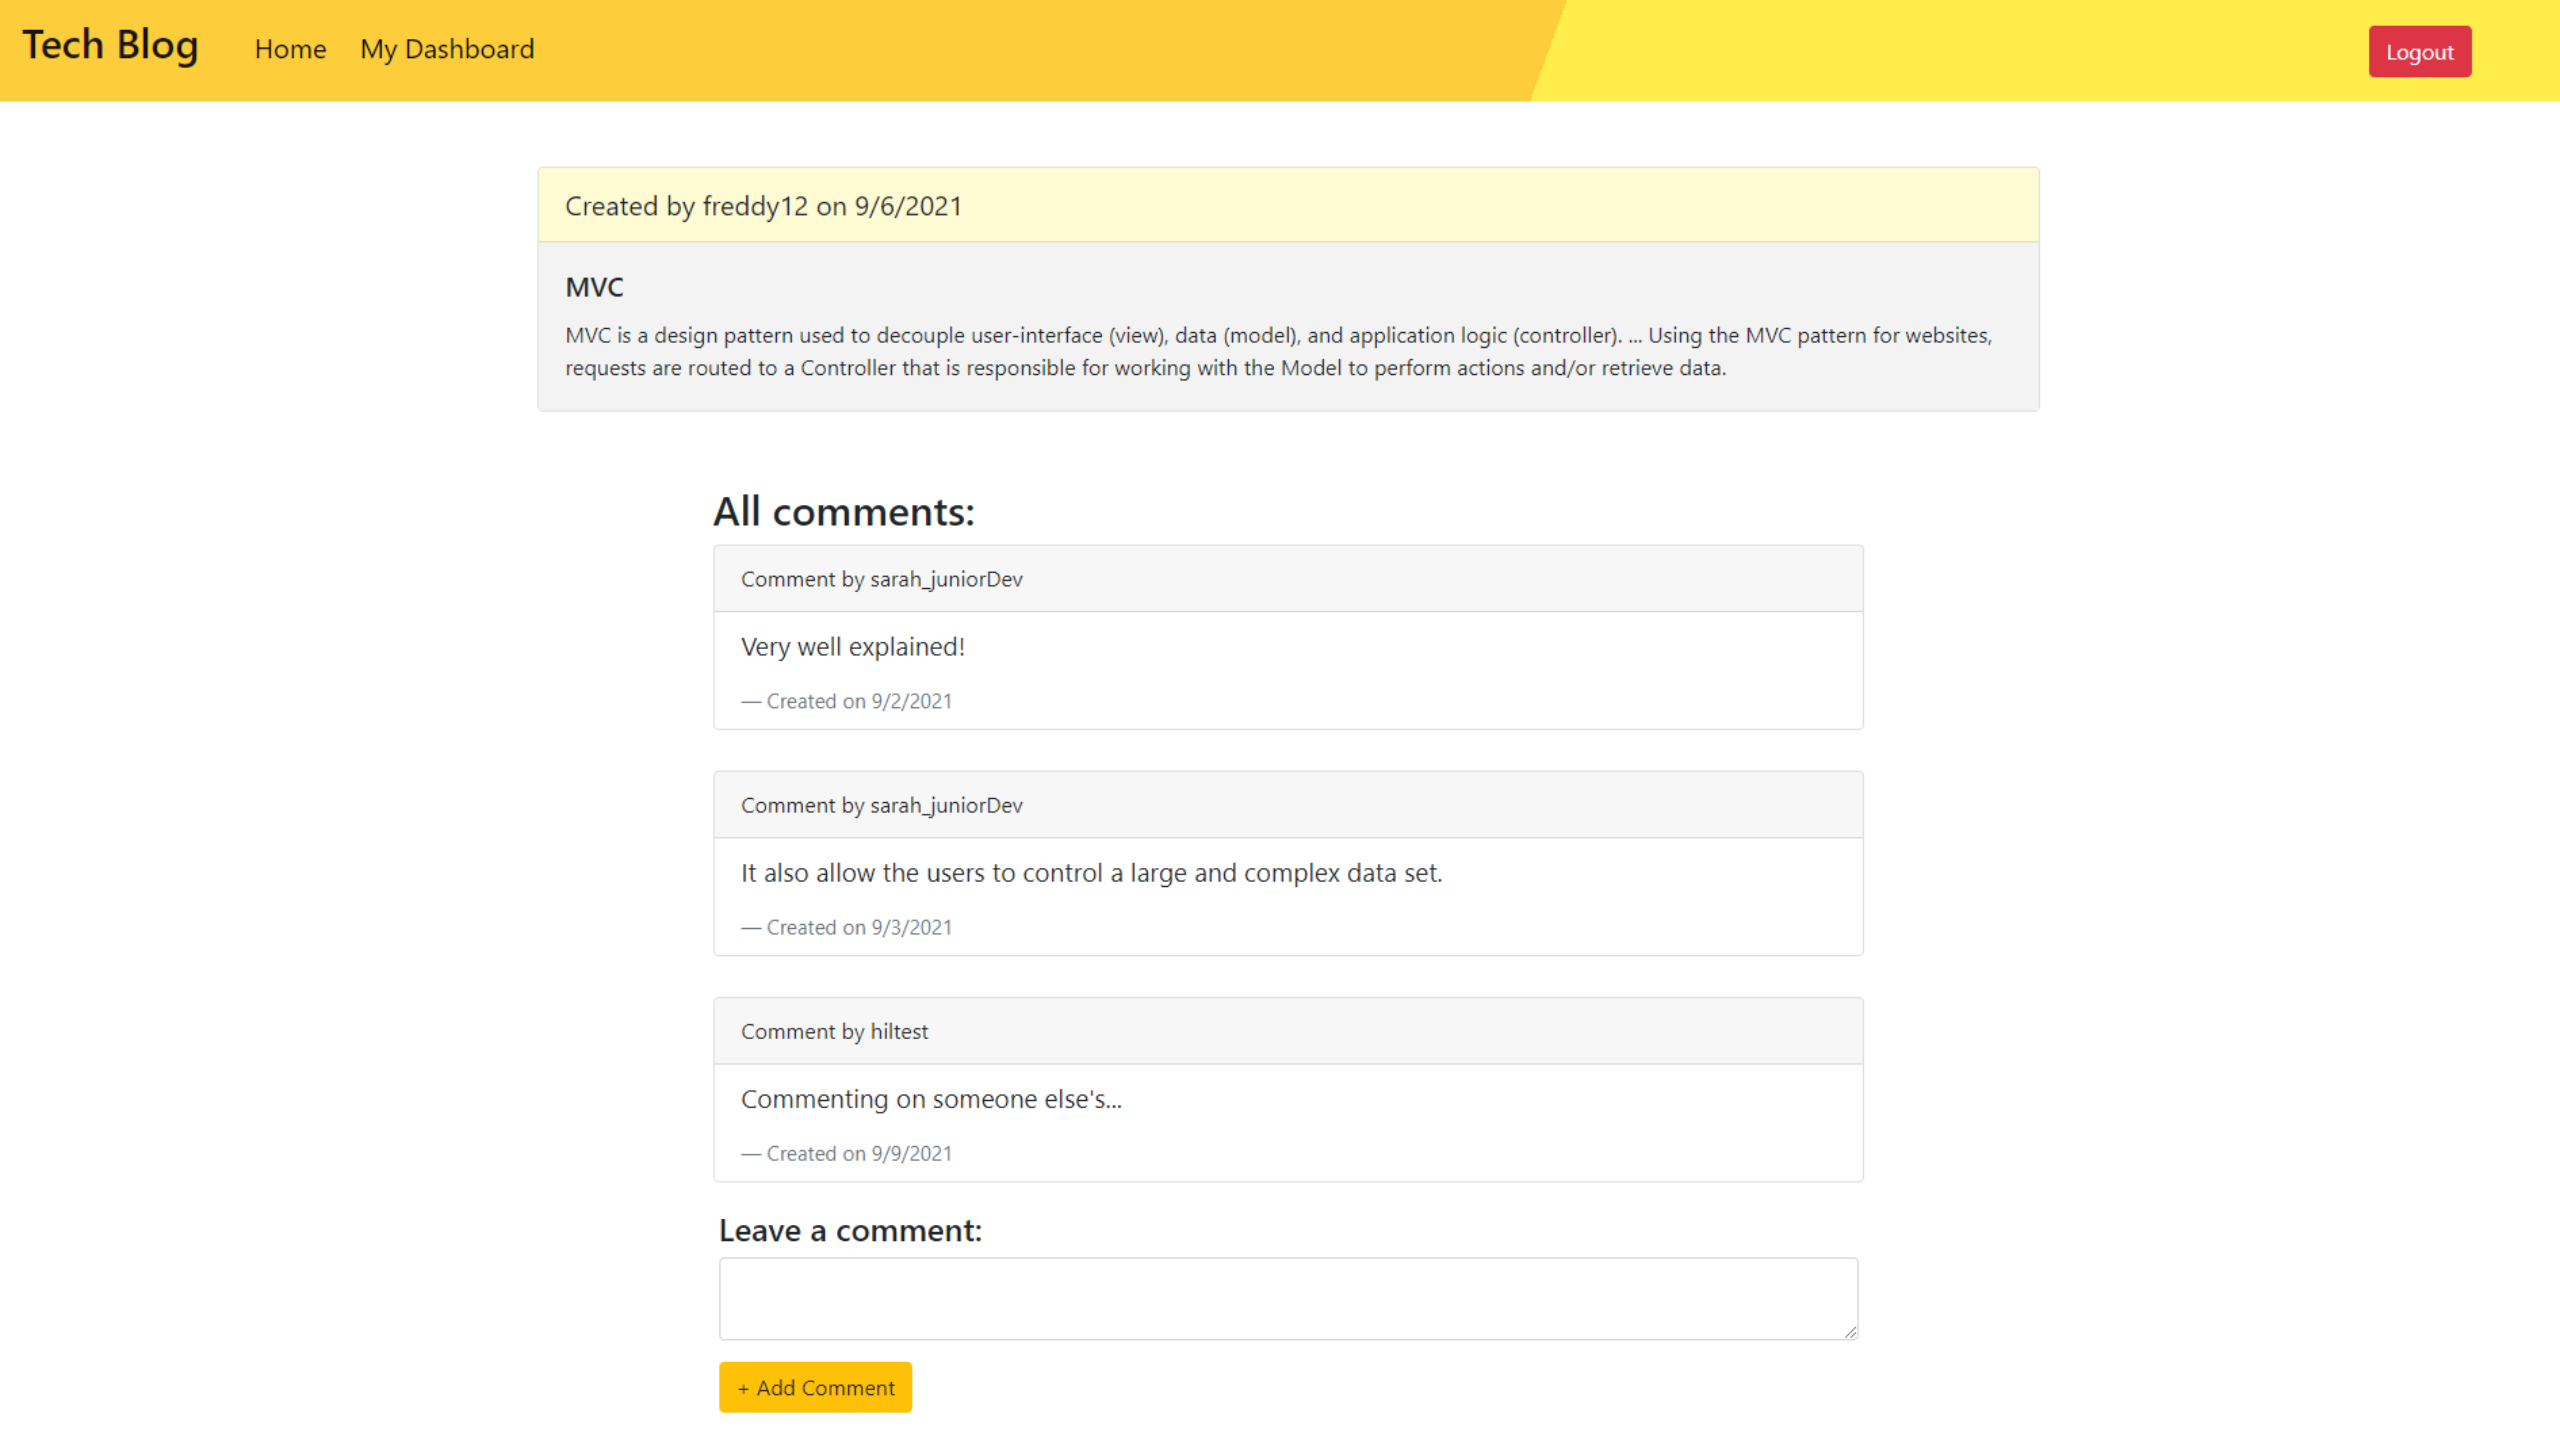 Tech Blog Home My Dashboard Logout
Created by freddy12 on 9/6/2021
MVC
MVC is a design pattern used to decouple user-interface (view), data (model), and application logic (controller). ... Using the MVC pattern for websites,
requests are routed to a Controller that is responsible for working with the Model to perform actions and/or retrieve data.
All comments:
Comment by sarah_juniorDev
Very well explained!
— Created on 9/2/2021
Comment by sarah_juniorDev
It also allow the users to control a large and complex data set.
— Created on 9/3/2021
Comment by hiltest
Commenting on someone else's...
— Created on 9/9/2021
Leave a comment:
+ Add Comment